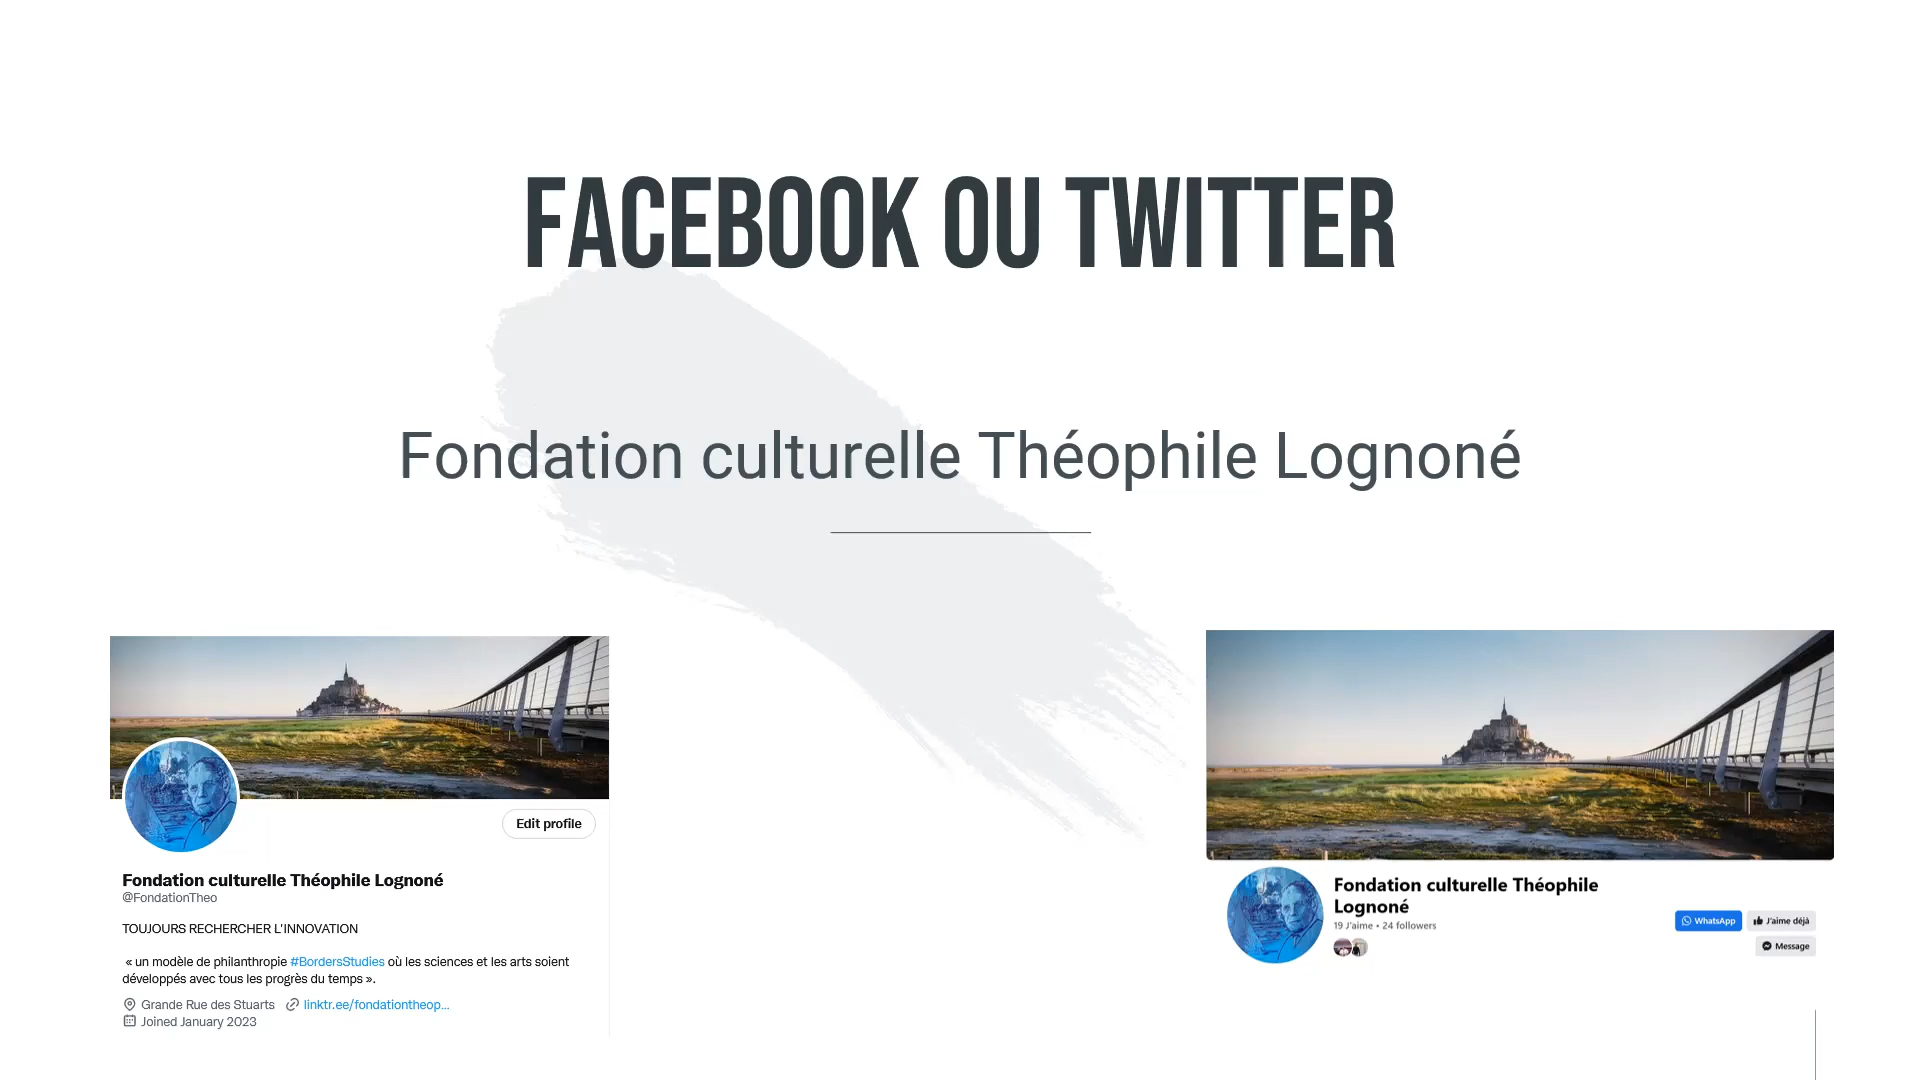 FACEBOOK OU TWITTER
Fondation culturelle Théophile Lognoné
Edit profile
Fondation culturelle Théophile Lognoné
@FondationTheo
TOUJOURS RECHERCHER L'INNOVATION
« un modèle de philanthropie #BordersStudies où les sciences et les arts soient
développés avec tous les progrès du temps ».
Grande Rue des Stuarts linktr.ee/fondationtheop...
Joined January 2023
Fondation culturelle Théophile
Lognoné
19 J'aime • 24 followers
WhatsApp
J'aime déjà
Message